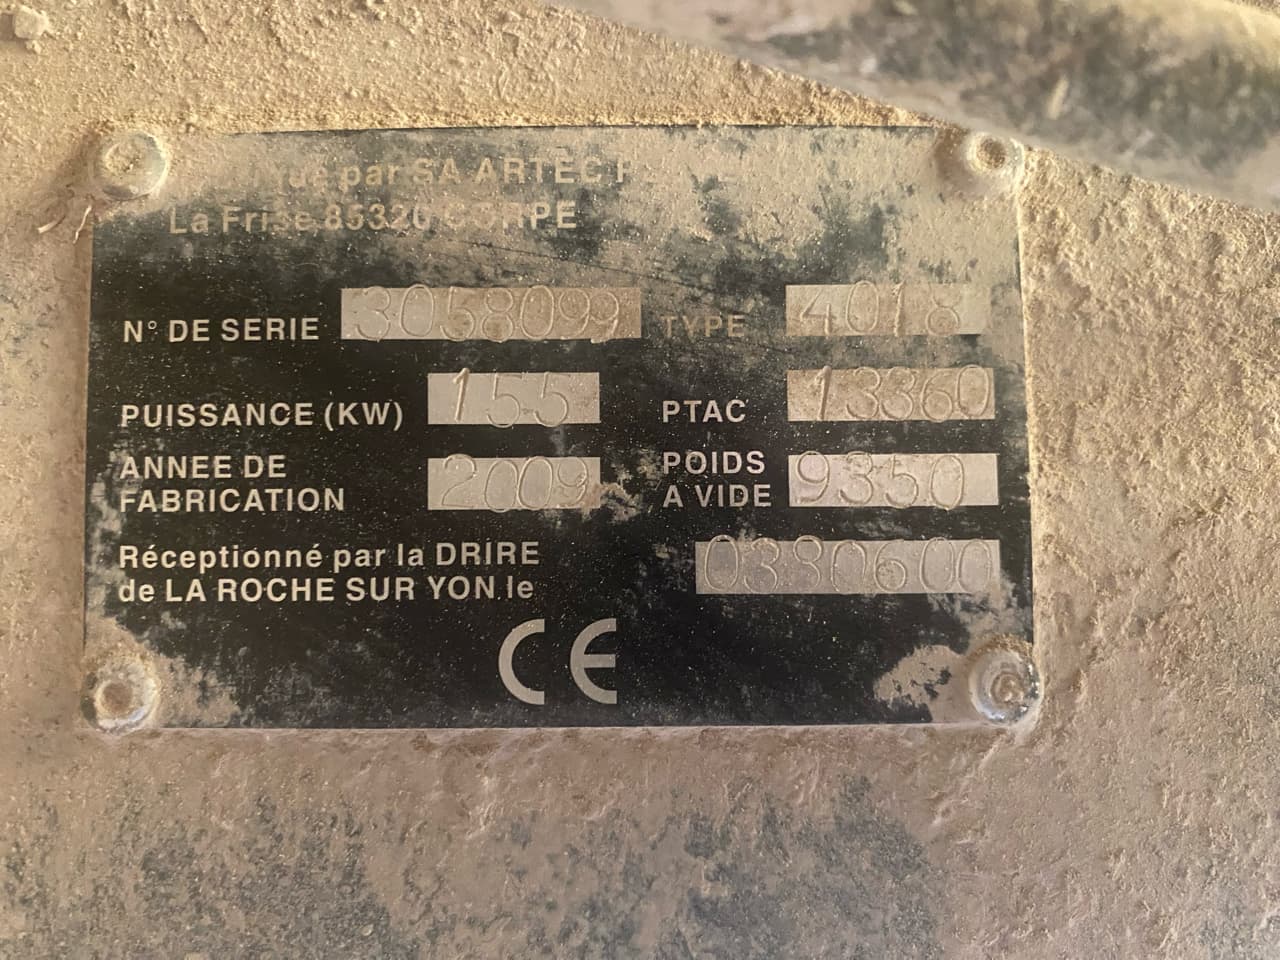 par SA ARTEC
La Frise 85320 CORPE
N° DE SERIE 3058099 TYPE 4018
PUISSANCE (KW) 155 PTAC 13360
ANNEE DE FABRICATION 2009 POIDS A VIDE 9350
Réceptionné par la DRIRE
de LA ROCHE SUR YON le
CE